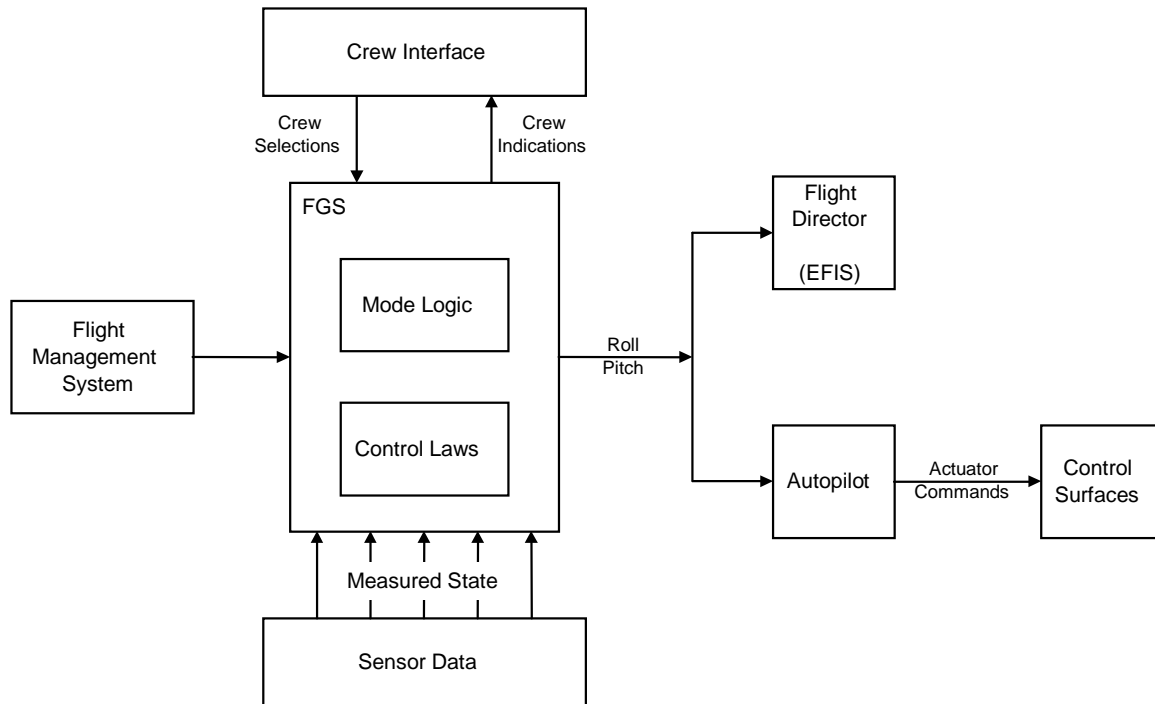 Crew Interface
Crew
Selections
Crew
Indications
FGS
Flight
Director
(EFIS)
Mode Logic
Flight
Management
System
Roll
Pitch
Control Laws
Autopilot
Actuator
Commands
Control
Surfaces
Measured State
Sensor Data